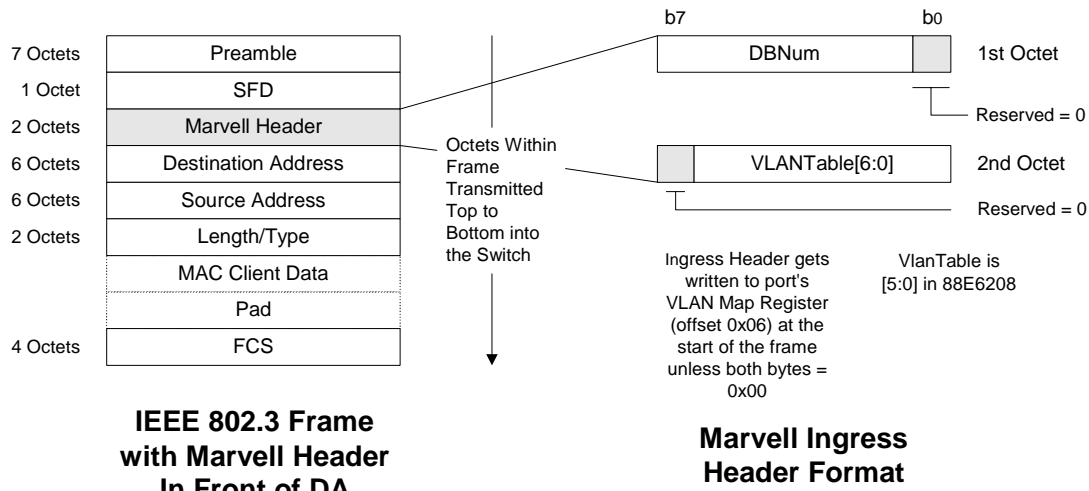 b7
b0
7 Octets
Preamble
DBNum
1st Octet
1 Octet
SFD
Reserved = 0
2 Octets
Marvell Header
6 Octets
Destination Address
VLANTable[6:0]
2nd Octet
6 Octets
Source Address
Reserved = 0
2 Octets
Length/Type
MAC Client Data
Pad
4 Octets
FCS
Octets Within
Frame
Transmitted
Top to
Bottom into
the Switch
Ingress Header gets
written to port's
VLAN Map Register
(offset 0x06) at the
start of the frame
unless both bytes =
0x00
VlanTable is
[5:0] in 88E6208
IEEE 802.3 Frame
with Marvell Header
In Front of DA
Marvell Ingress
Header Format